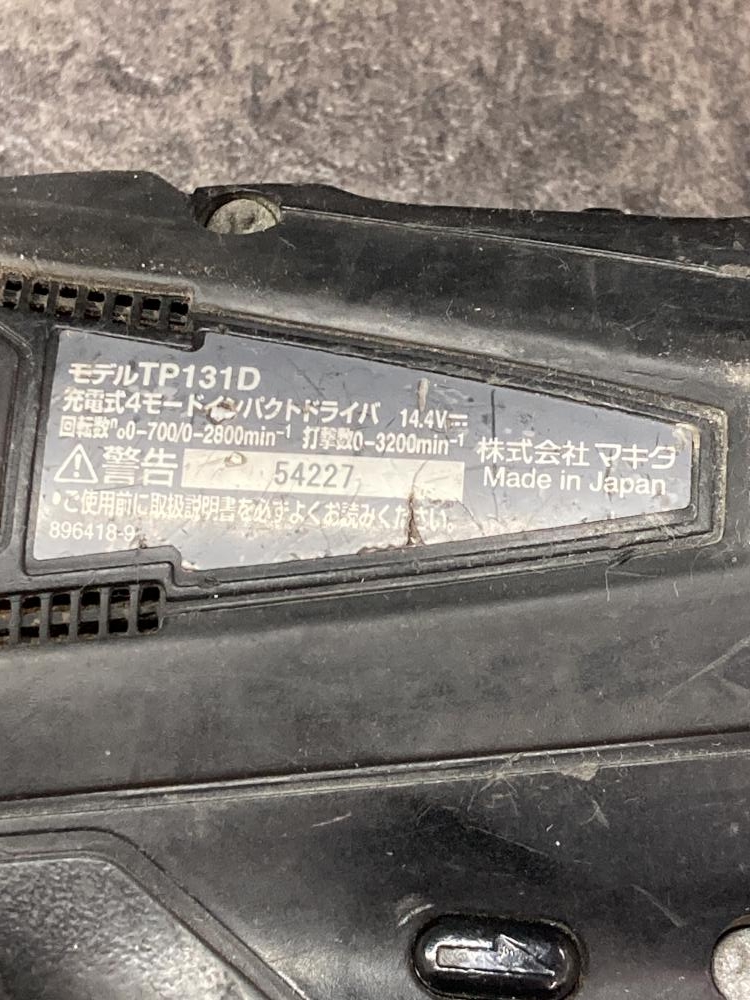 モデルTP131D
充電式4モードインパクトドライバ 14.4V⎓
回転数n₀0-700/0-2800min⁻¹ 打撃数0-3200min⁻¹
株式会社 マキタ
Made in Japan
⚠警告 54227
●ご使用前に取扱説明書を必ずよくお読みください。
896418-9